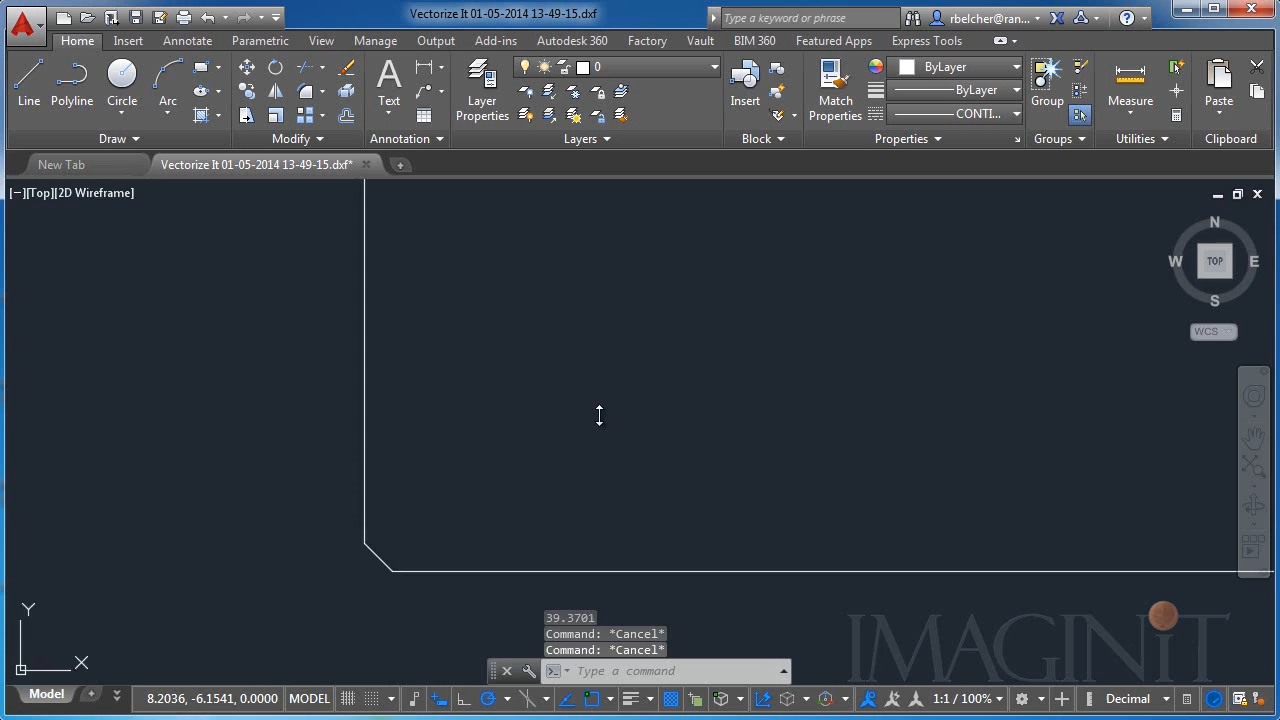 Vectorize It 01-05-2014 13-49-15.dxf
Type a keyword or phrase
rbelcher@ran...
Home Insert Annotate Parametric View Manage Output Add-ins Autodesk 360 Factory Vault BIM 360 Featured Apps Express Tools
Line Polyline Circle Arc
Draw
Modify
A
Text
Annotation
Layer
Properties
0
Layers
Insert
Block
Match
Properties
ByLayer
ByLayer
CONTI...
Properties
Group
Groups
Measure
Utilities
Paste
Clipboard
New Tab
Vectorize It 01-05-2014 13-49-15.dxf*
[−][Top][2D Wireframe]
N
W TOP E
S
WCS
Y
X
39.3701
Command: *Cancel*
Command: *Cancel*
Type a command
IMAGINiT
Model
8.2036, -6.1541, 0.0000 MODEL
1:1 / 100%
Decimal